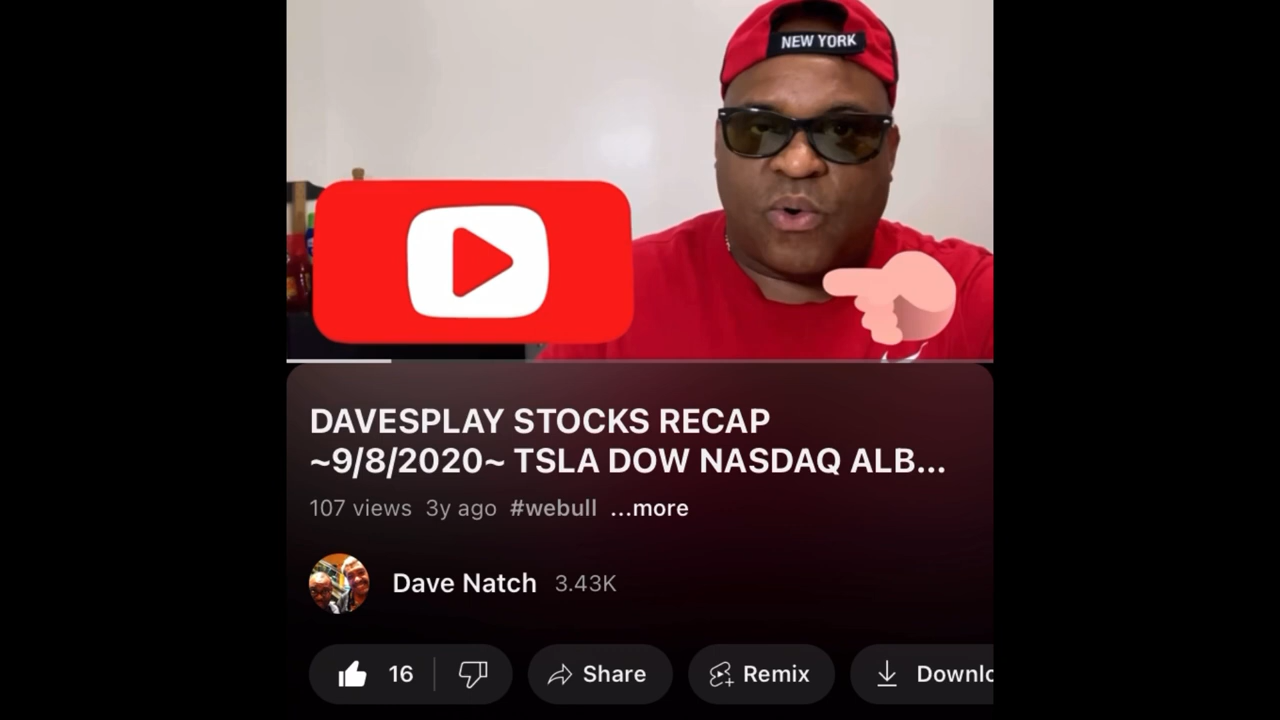 NEW YORK
DAVESPLAY STOCKS RECAP
~9/8/2020~ TSLA DOW NASDAQ ALB...
107 views 3y ago #webull ...more
Dave Natch 3.43K
16 Share Remix Downlo